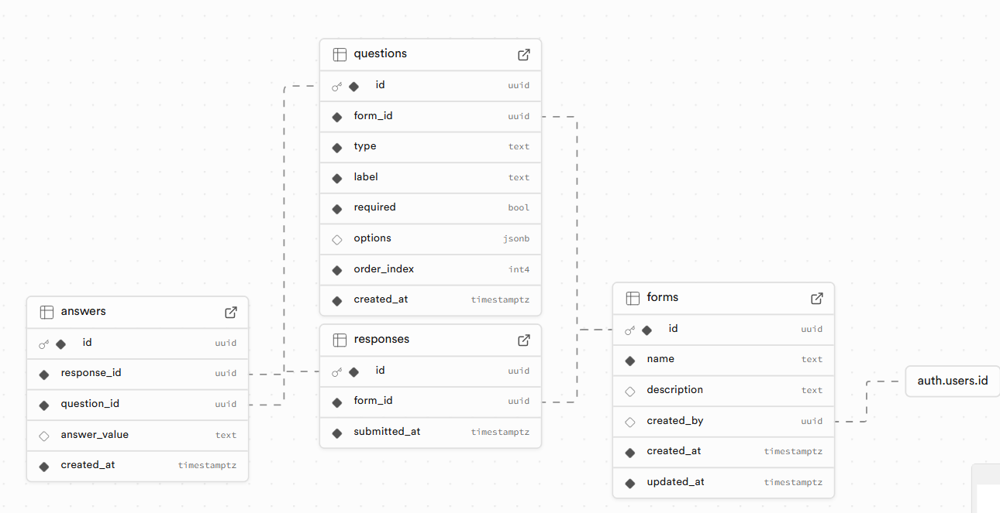 questions
id uuid
form_id uuid
type text
label text
required bool
options jsonb
order_index int4
created_at timestamptz
answers
id uuid
response_id uuid
question_id uuid
answer_value text
created_at timestamptz
responses
id uuid
form_id uuid
submitted_at timestamptz
forms
id uuid
name text
description text
created_by uuid
created_at timestamptz
updated_at timestamptz
auth.users.id